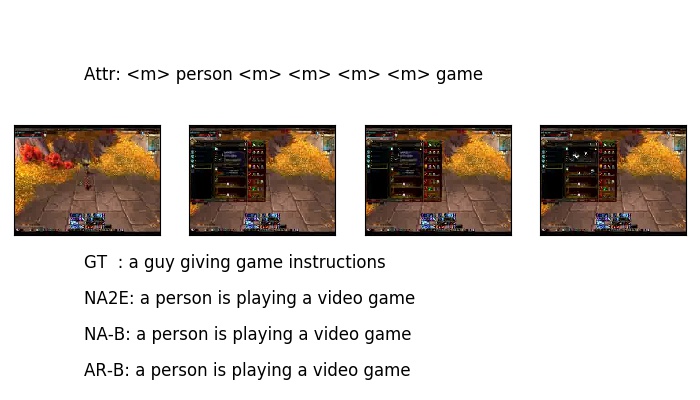 Attr: <m> person <m> <m> <m> <m> game
GT : a guy giving game instructions
NA2E: a person is playing a video game
NA-B: a person is playing a video game
AR-B: a person is playing a video game